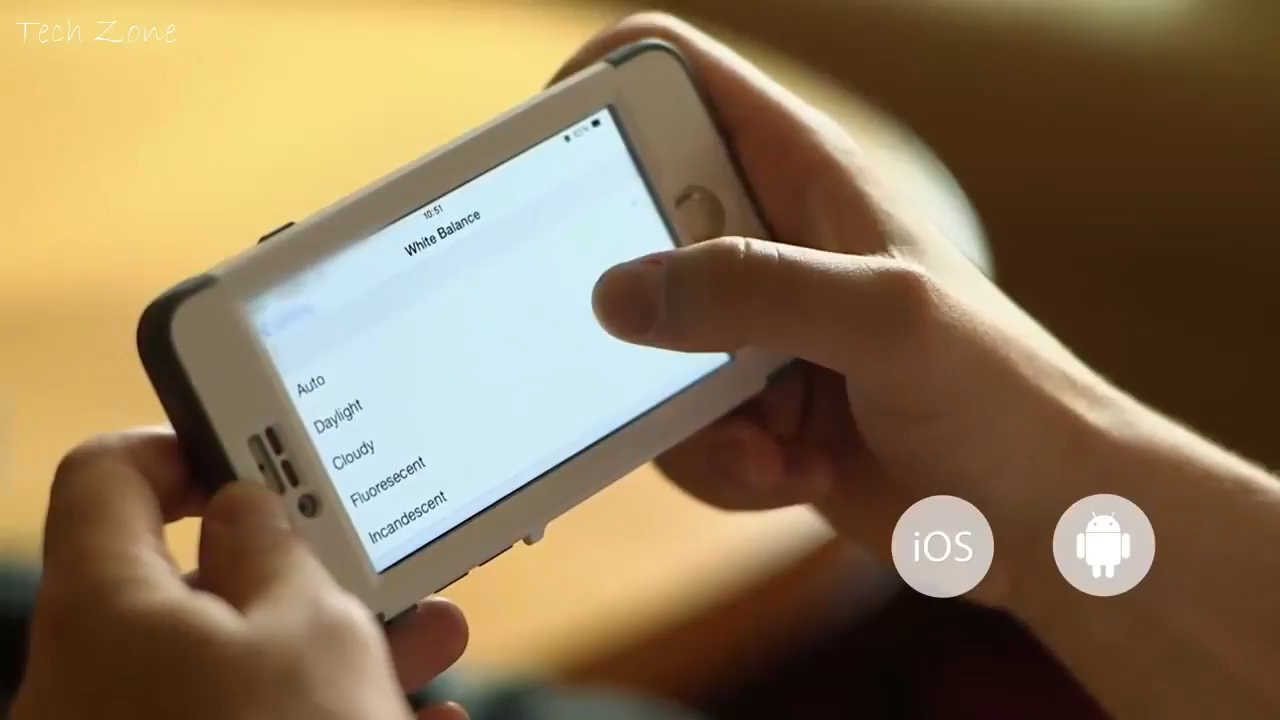 Tech Zone
10:51
White Balance
Auto
Daylight
Cloudy
Fluoresecent
Incandescent
iOS